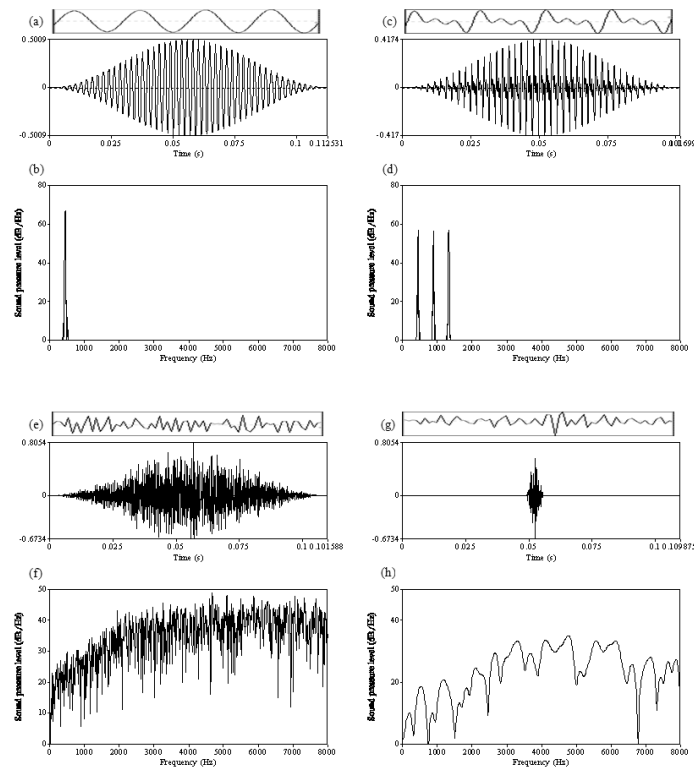 (a)
0.5009
0
-0.5009
0 0.025 0.05 0.075 0.1 0.112531
Time (s)
(b)
Sound pressure level (dB/Hz)
80
60
40
20
0
0 1000 2000 3000 4000 5000 6000 7000 8000
Frequency (Hz)
(c)
0.4174
0
-0.417
0 0.025 0.05 0.075
Time (s)
(d)
Sound pressure level (dB/Hz)
80
60
40
20
0
0 1000 2000 3000 4000 5000 6000 7000 8000
Frequency (Hz)
(e)
0.8054
0
-0.6734
0 0.025 0.05 0.075 0.1 0.101588
Time (s)
(f)
Sound pressure level (dB/Hz)
50
40
30
20
10
0
0 1000 2000 3000 4000 5000 6000 7000 8000
Frequency (Hz)
(g)
0.8054
0
-0.6734
0 0.025 0.05 0.075 0.1 0.109875
Time (s)
(h)
Sound pressure level (dB/Hz)
50
40
20
0
0 1000 2000 3000 4000 5000 6000 7000 8000
Frequency (Hz)